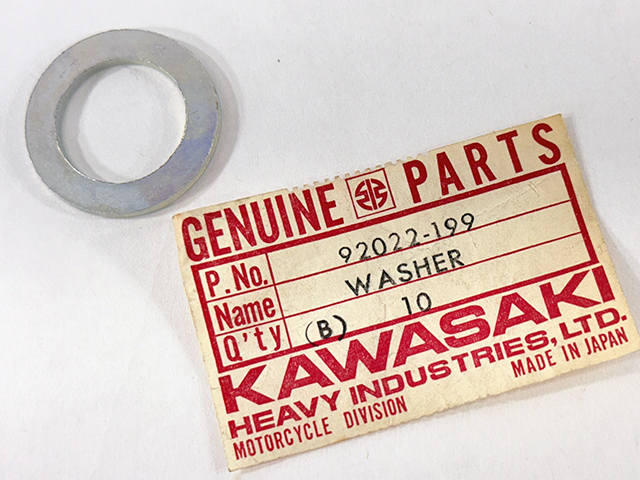 GENUINE PARTS
P.No. 92022-199
Name WASHER
Q'ty (B) 10
KAWASAKI
HEAVY INDUSTRIES, LTD.
MOTORCYCLE DIVISION MADE IN JAPAN